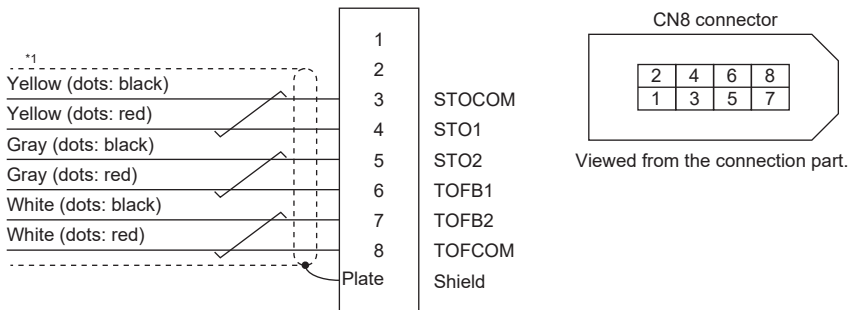 *1
Yellow (dots: black)
Yellow (dots: red)
Gray (dots: black)
Gray (dots: red)
White (dots: black)
White (dots: red)
1
2
3 STOCOM
4 STO1
5 STO2
6 TOFB1
7 TOFB2
8 TOFCOM
Plate Shield
CN8 connector
2 4 6 8
1 3 5 7
Viewed from the connection part.